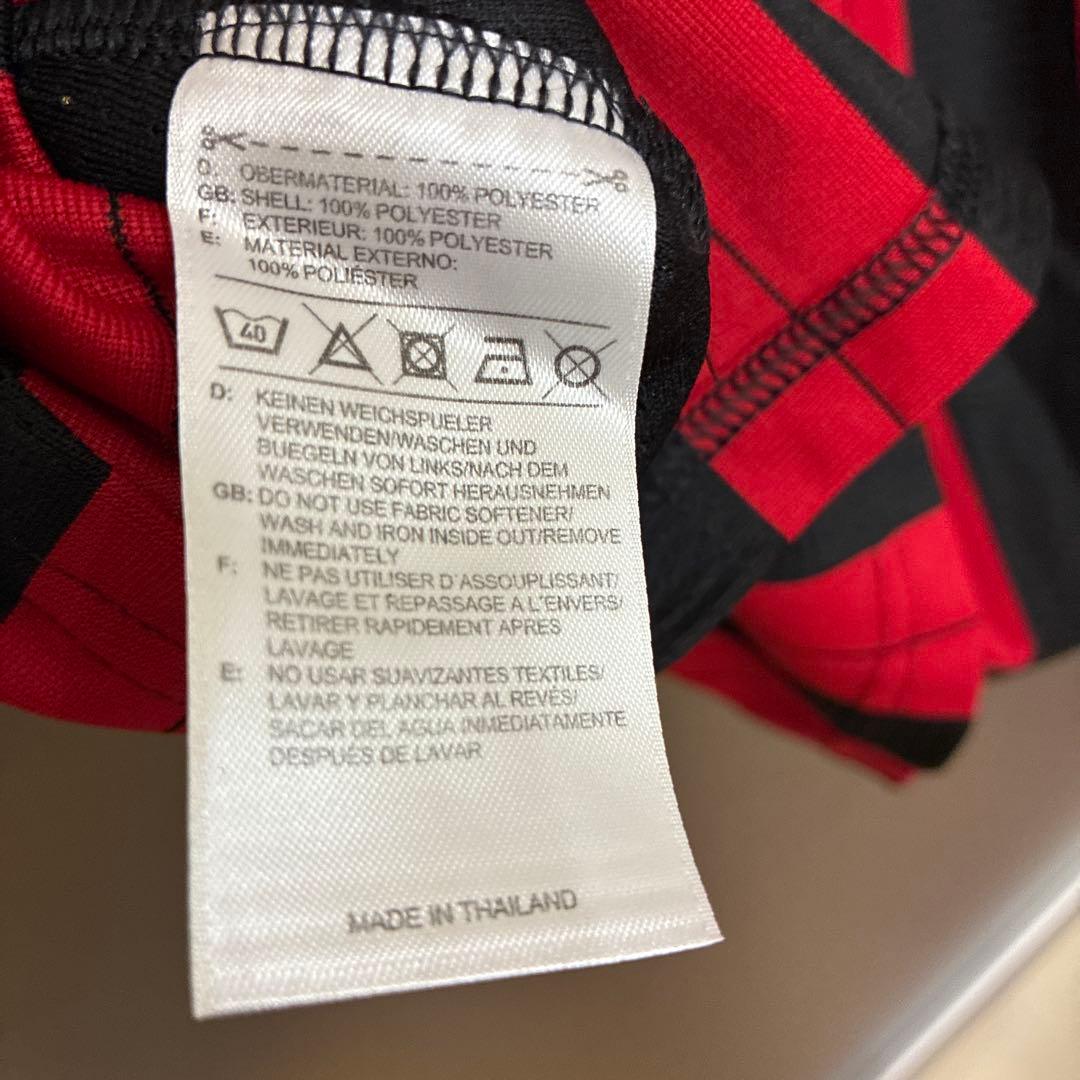 D: OBERMATERIAL: 100% POLYESTER
GB: SHELL: 100% POLYESTER
F: EXTERIEUR: 100% POLYESTER
E: MATERIAL EXTERNO:
100% POLIÉSTER
40
D: KEINEN WEICHSPUELER
VERWENDEN/WASCHEN UND
BUEGELN VON LINKS/NACH DEM
WASCHEN SOFORT HERAUSNEHMEN
GB: DO NOT USE FABRIC SOFTENER/
WASH AND IRON INSIDE OUT/REMOVE
IMMEDIATELY
F: NE PAS UTILISER D'ASSOUPLISSANT/
LAVAGE ET REPASSAGE A L'ENVERS/
RETIRER RAPIDEMENT APRES
LAVAGE
E: NO USAR SUAVIZANTES TEXTILES/
LAVAR Y PLANCHAR AL REVÉS/
SACAR DEL AGUA INMEDIATAMENTE
DESPUÉS DE LAVAR
MADE IN THAILAND